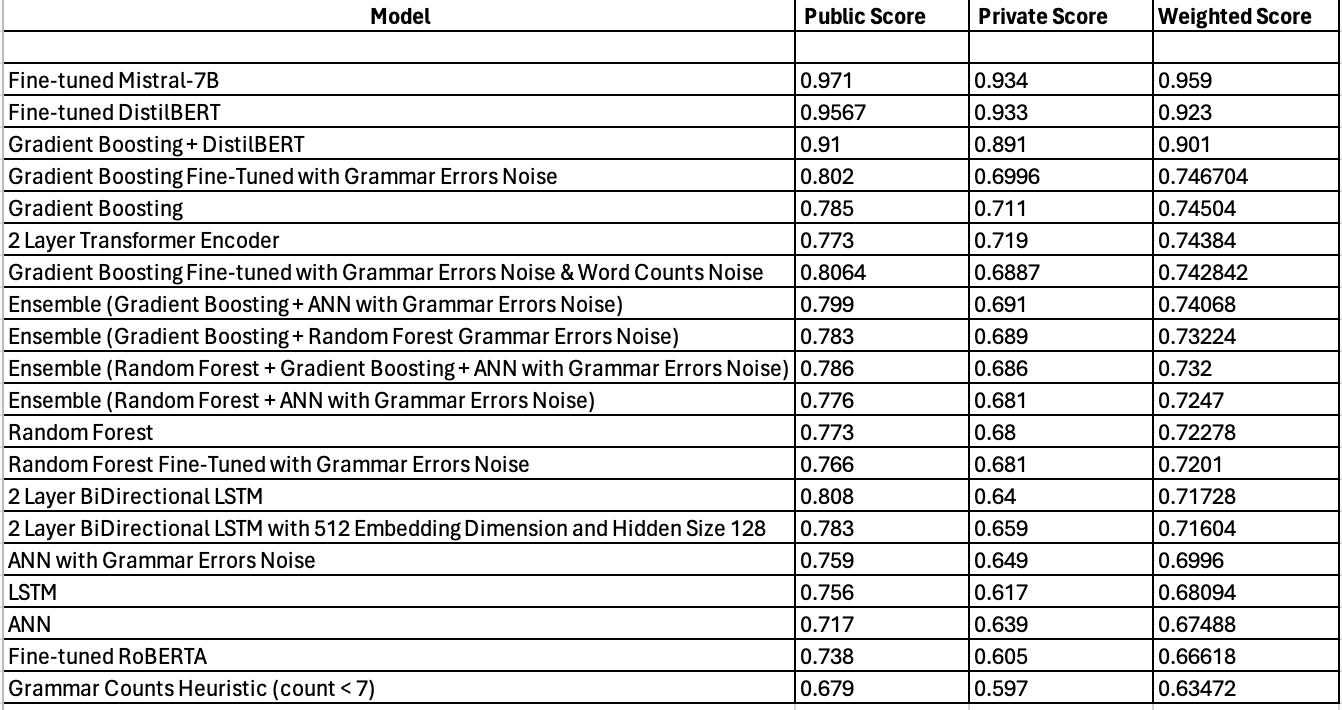 Model Public Score Private Score Weighted Score
Fine-tuned Mistral-7B 0.971 0.934 0.959
Fine-tuned DistilBERT 0.9567 0.933 0.923
Gradient Boosting + DistilBERT 0.91 0.891 0.901
Gradient Boosting Fine-Tuned with Grammar Errors Noise 0.802 0.6996 0.746704
Gradient Boosting 0.785 0.711 0.74504
2 Layer Transformer Encoder 0.773 0.719 0.74384
Gradient Boosting Fine-tuned with Grammar Errors Noise & Word Counts Noise 0.8064 0.6887 0.742842
Ensemble (Gradient Boosting + ANN with Grammar Errors Noise) 0.799 0.691 0.74068
Ensemble (Gradient Boosting + Random Forest Grammar Errors Noise) 0.783 0.689 0.73224
Ensemble (Random Forest + Gradient Boosting + ANN with Grammar Errors Noise) 0.786 0.686 0.732
Ensemble (Random Forest + ANN with Grammar Errors Noise) 0.776 0.681 0.7247
Random Forest 0.773 0.68 0.72278
Random Forest Fine-Tuned with Grammar Errors Noise 0.766 0.681 0.7201
2 Layer BiDirectional LSTM 0.808 0.64 0.71728
2 Layer BiDirectional LSTM with 512 Embedding Dimension and Hidden Size 128 0.783 0.659 0.71604
ANN with Grammar Errors Noise 0.759 0.649 0.6996
LSTM 0.756 0.617 0.68094
ANN 0.717 0.639 0.67488
Fine-tuned RoBERTA 0.738 0.605 0.66618
Grammar Counts Heuristic (count < 7) 0.679 0.597 0.63472